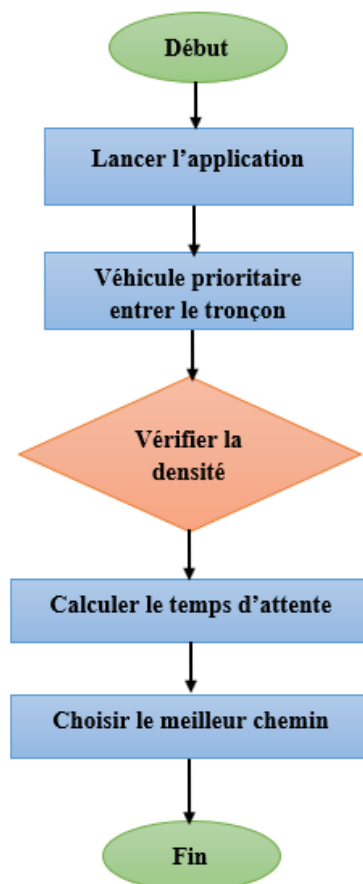 Début
Lancer l’application
Véhicule prioritaire
entrer le tronçon
Vérifier la
densité
Calculer le temps d’attente
Choisir le meilleur chemin
Fin